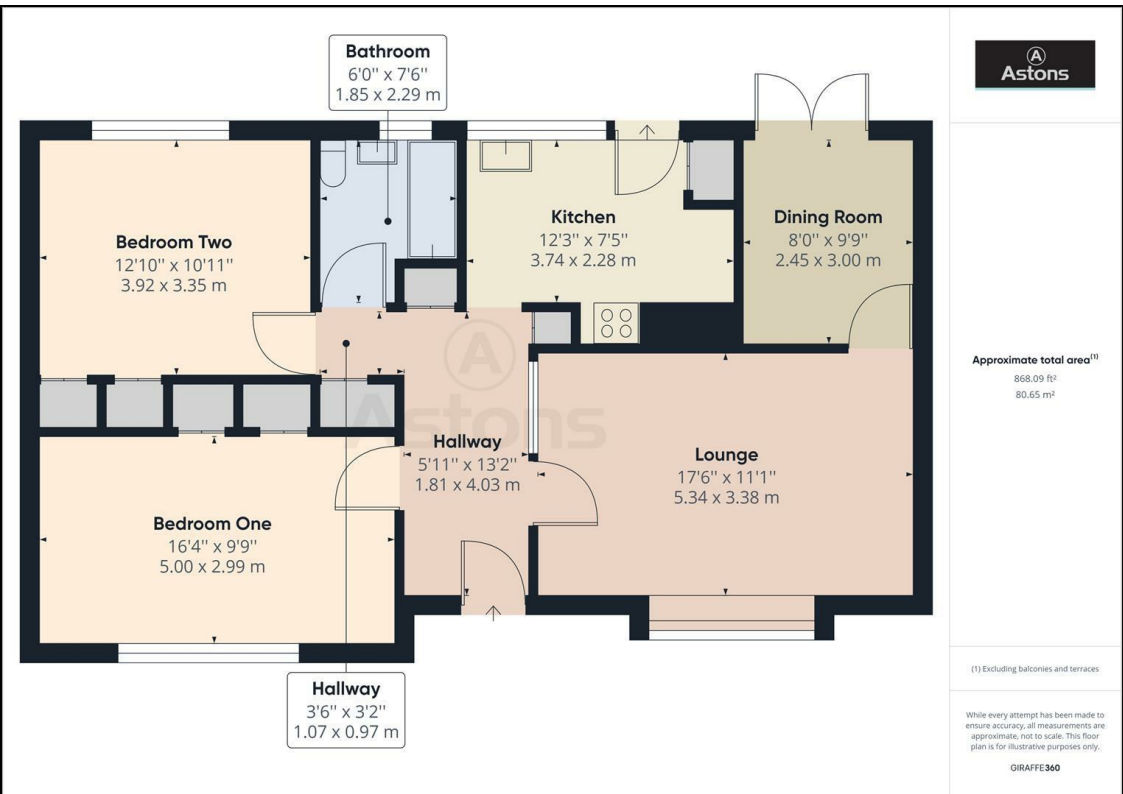 Bathroom
6'0'' x 7'6''
1.85 x 2.29 m
Bedroom Two
12'10'' x 10'11''
3.92 x 3.35 m
Kitchen
12'3'' x 7'5''
3.74 x 2.28 m
Dining Room
8'0'' x 9'9''
2.45 x 3.00 m
A
Astons
Hallway
5'11'' x 13'2''
1.81 x 4.03 m
Lounge
17'6'' x 11'1''
5.34 x 3.38 m
Bedroom One
16'4'' x 9'9''
5.00 x 2.99 m
Hallway
3'6'' x 3'2''
1.07 x 0.97 m
A
Astons
Approximate total area(1)
868.09 ft²
80.65 m²
(1) Excluding balconies and terraces
While every attempt has been made to
ensure accuracy, all measurements are
approximate, not to scale. This floor
plan is for illustrative purposes only.
GIRAFFE360